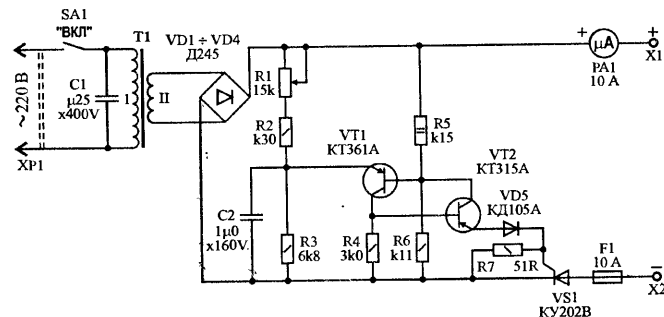 SA1
"ВКЛ"
~220 В
XP1
C1
µ25
x400V
T1
I
II
VD1 ÷ VD4
Д245
R1
15k
R2
k30
C2
1µ0
x160V.
R3
6k8
VT1
КТ361А
R4
3k0
R5
k15
R6
k11
VT2
КТ315А
VD5
КД105А
R7
51R
VS1
КУ202В
F1
10 A
+
µA
PA1
10 A
+
X1
−
X2